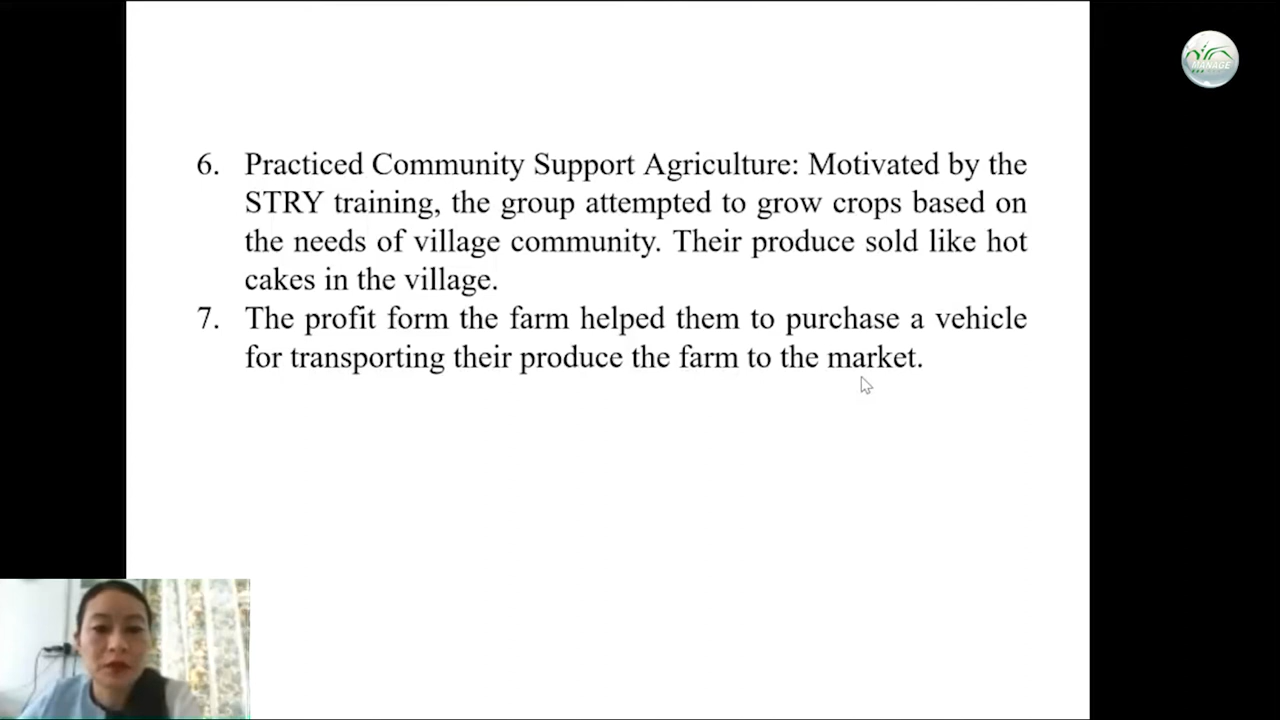 MANAGE
6. Practiced Community Support Agriculture: Motivated by the
STRY training, the group attempted to grow crops based on
the needs of village community. Their produce sold like hot
cakes in the village.
7. The profit form the farm helped them to purchase a vehicle
for transporting their produce the farm to the market.